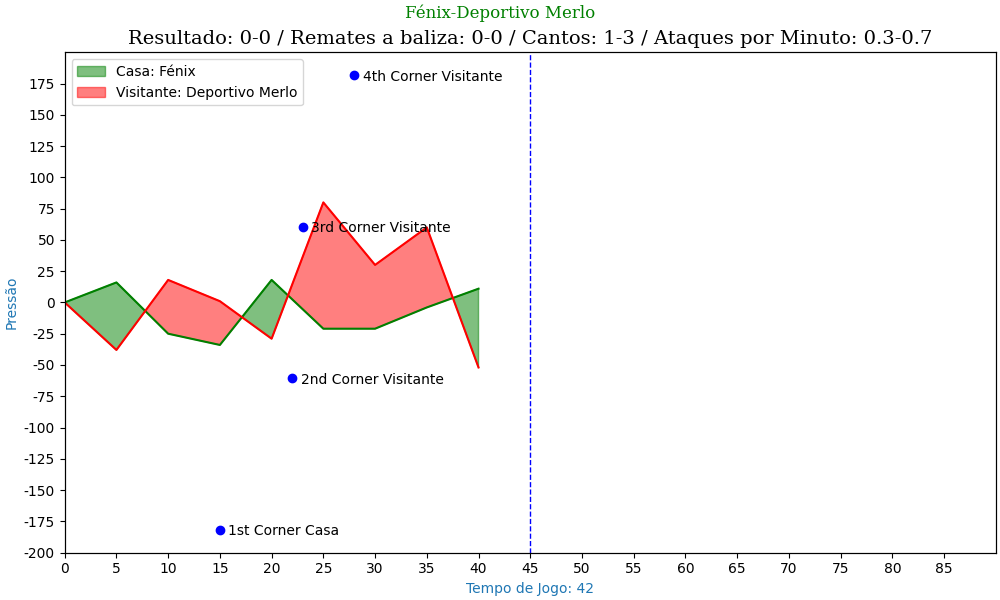 Fénix-Deportivo Merlo
Resultado: 0-0 / Remates a baliza: 0-0 / Cantos: 1-3 / Ataques por Minuto: 0.3-0.7
Casa: Fénix
Visitante: Deportivo Merlo
4th Corner Visitante
3rd Corner Visitante
2nd Corner Visitante
1st Corner Casa
Pressão
175
150
125
100
75
50
25
0
-25
-50
-75
-100
-125
-150
-175
-200
0 5 10 15 20 25 30 35 40 45 50 55 60 65 70 75 80 85
Tempo de Jogo: 42